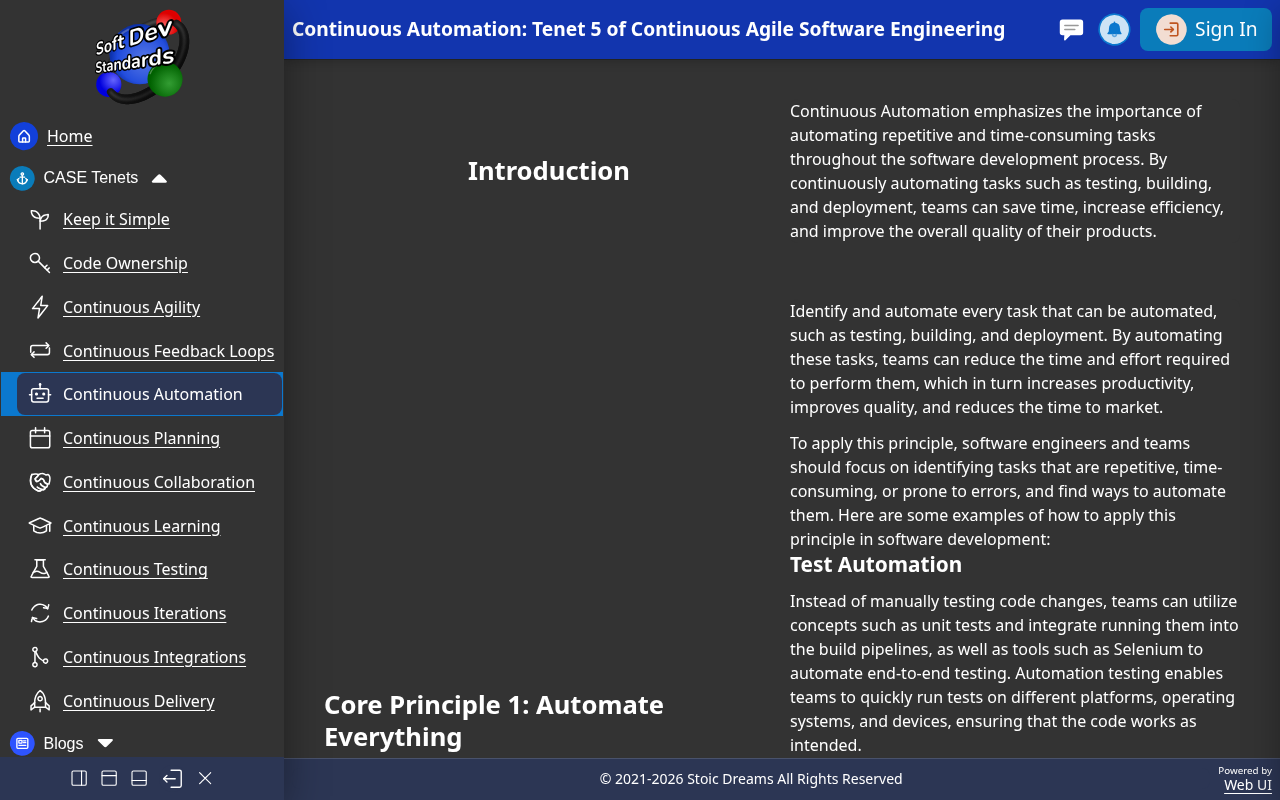 Soft Dev
Standards
Home
CASE Tenets
Keep it Simple
Code Ownership
Continuous Agility
Continuous Feedback Loops
Continuous Automation
Continuous Planning
Continuous Collaboration
Continuous Learning
Continuous Testing
Continuous Iterations
Continuous Integrations
Continuous Delivery
Blogs
Continuous Automation: Tenet 5 of Continuous Agile Software Engineering
Sign In
Introduction
Continuous Automation emphasizes the importance of
automating repetitive and time-consuming tasks
throughout the software development process. By
continuously automating tasks such as testing, building,
and deployment, teams can save time, increase efficiency,
and improve the overall quality of their products.
Core Principle 1: Automate
Everything
Identify and automate every task that can be automated,
such as testing, building, and deployment. By automating
these tasks, teams can reduce the time and effort required
to perform them, which in turn increases productivity,
improves quality, and reduces the time to market.
To apply this principle, software engineers and teams
should focus on identifying tasks that are repetitive, time-
consuming, or prone to errors, and find ways to automate
them. Here are some examples of how to apply this
principle in software development:
Test Automation
Instead of manually testing code changes, teams can utilize
concepts such as unit tests and integrate running them into
the build pipelines, as well as tools such as Selenium to
automate end-to-end testing. Automation testing enables
teams to quickly run tests on different platforms, operating
systems, and devices, ensuring that the code works as
intended.
© 2021-2026 Stoic Dreams All Rights Reserved
Powered by
Web UI